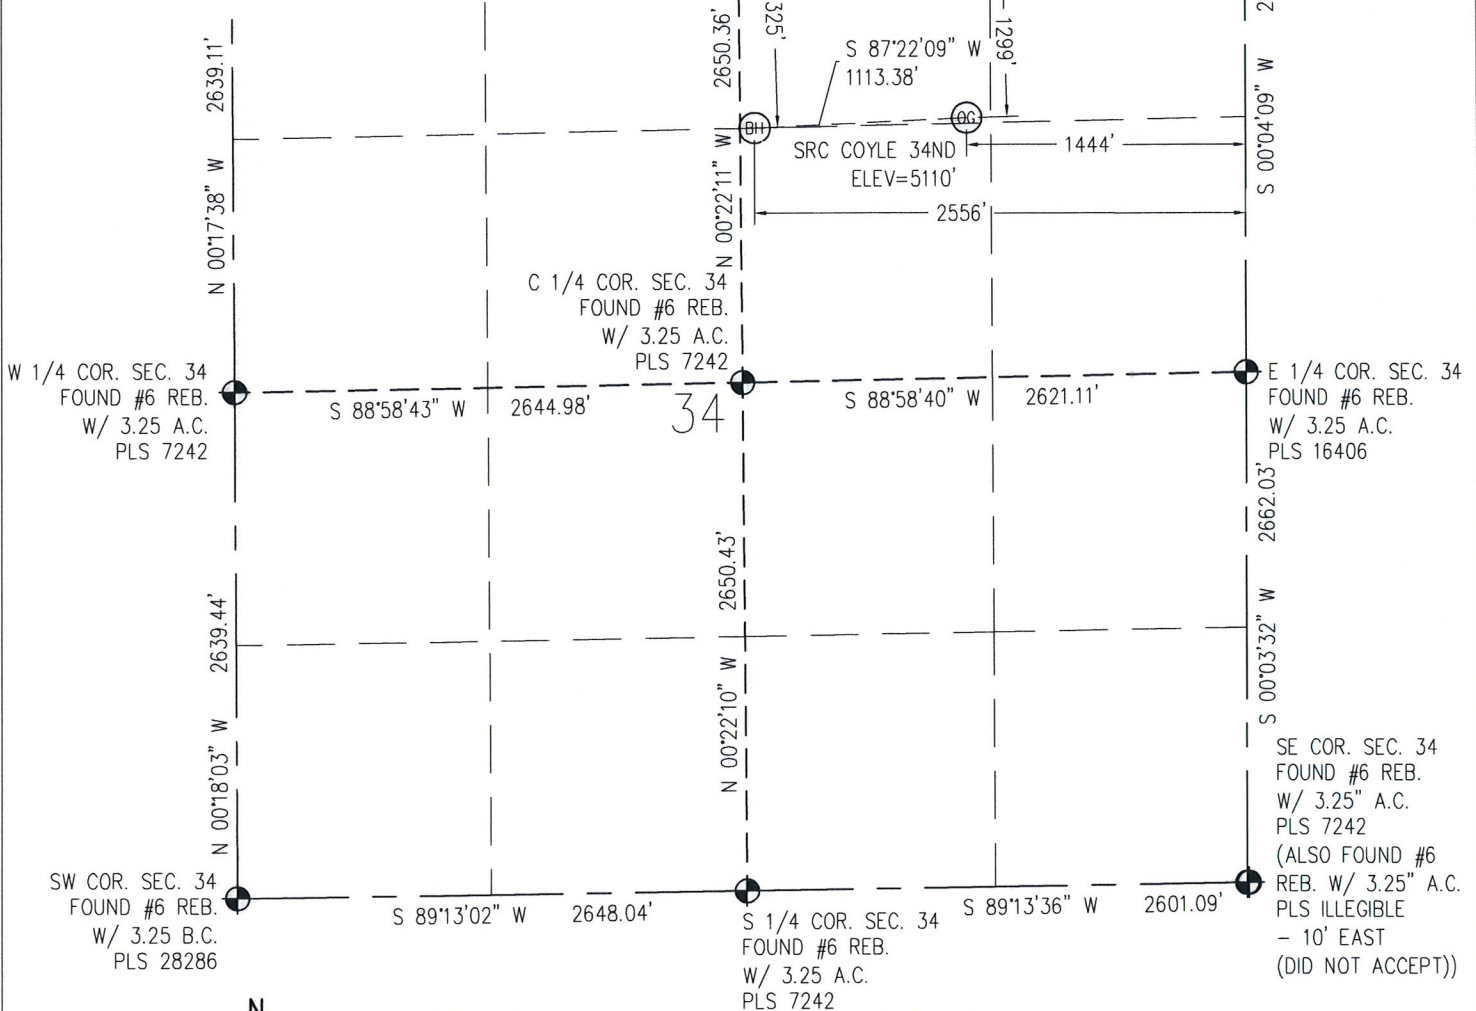 2639.11'
N 00°17'38" W
2650.36'
N 00°22'11" W
325'
S 87°22'09" W
1113.38'
1299'
2
S 00°04'09" W
BH
OG
SRC COYLE 34ND
ELEV=5110'
1444'
2556'
C 1/4 COR. SEC. 34
FOUND #6 REB.
W/ 3.25 A.C.
PLS 7242
W 1/4 COR. SEC. 34
FOUND #6 REB.
W/ 3.25 A.C.
PLS 7242
S 88°58'43" W 2644.98'
34
S 88°58'40" W 2621.11'
E 1/4 COR. SEC. 34
FOUND #6 REB.
W/ 3.25 A.C.
PLS 16406
2639.44'
N 00°18'03" W
2650.43'
N 00°22'10" W
2662.03'
S 00°03'32" W
SE COR. SEC. 34
FOUND #6 REB.
W/ 3.25" A.C.
PLS 7242
(ALSO FOUND #6
REB. W/ 3.25" A.C.
PLS ILLEGIBLE
- 10' EAST
(DID NOT ACCEPT))
SW COR. SEC. 34
FOUND #6 REB.
W/ 3.25 B.C.
PLS 28286
S 89°13'02" W 2648.04'
S 1/4 COR. SEC. 34
FOUND #6 REB.
W/ 3.25 A.C.
PLS 7242
S 89°13'36" W 2601.09'
N